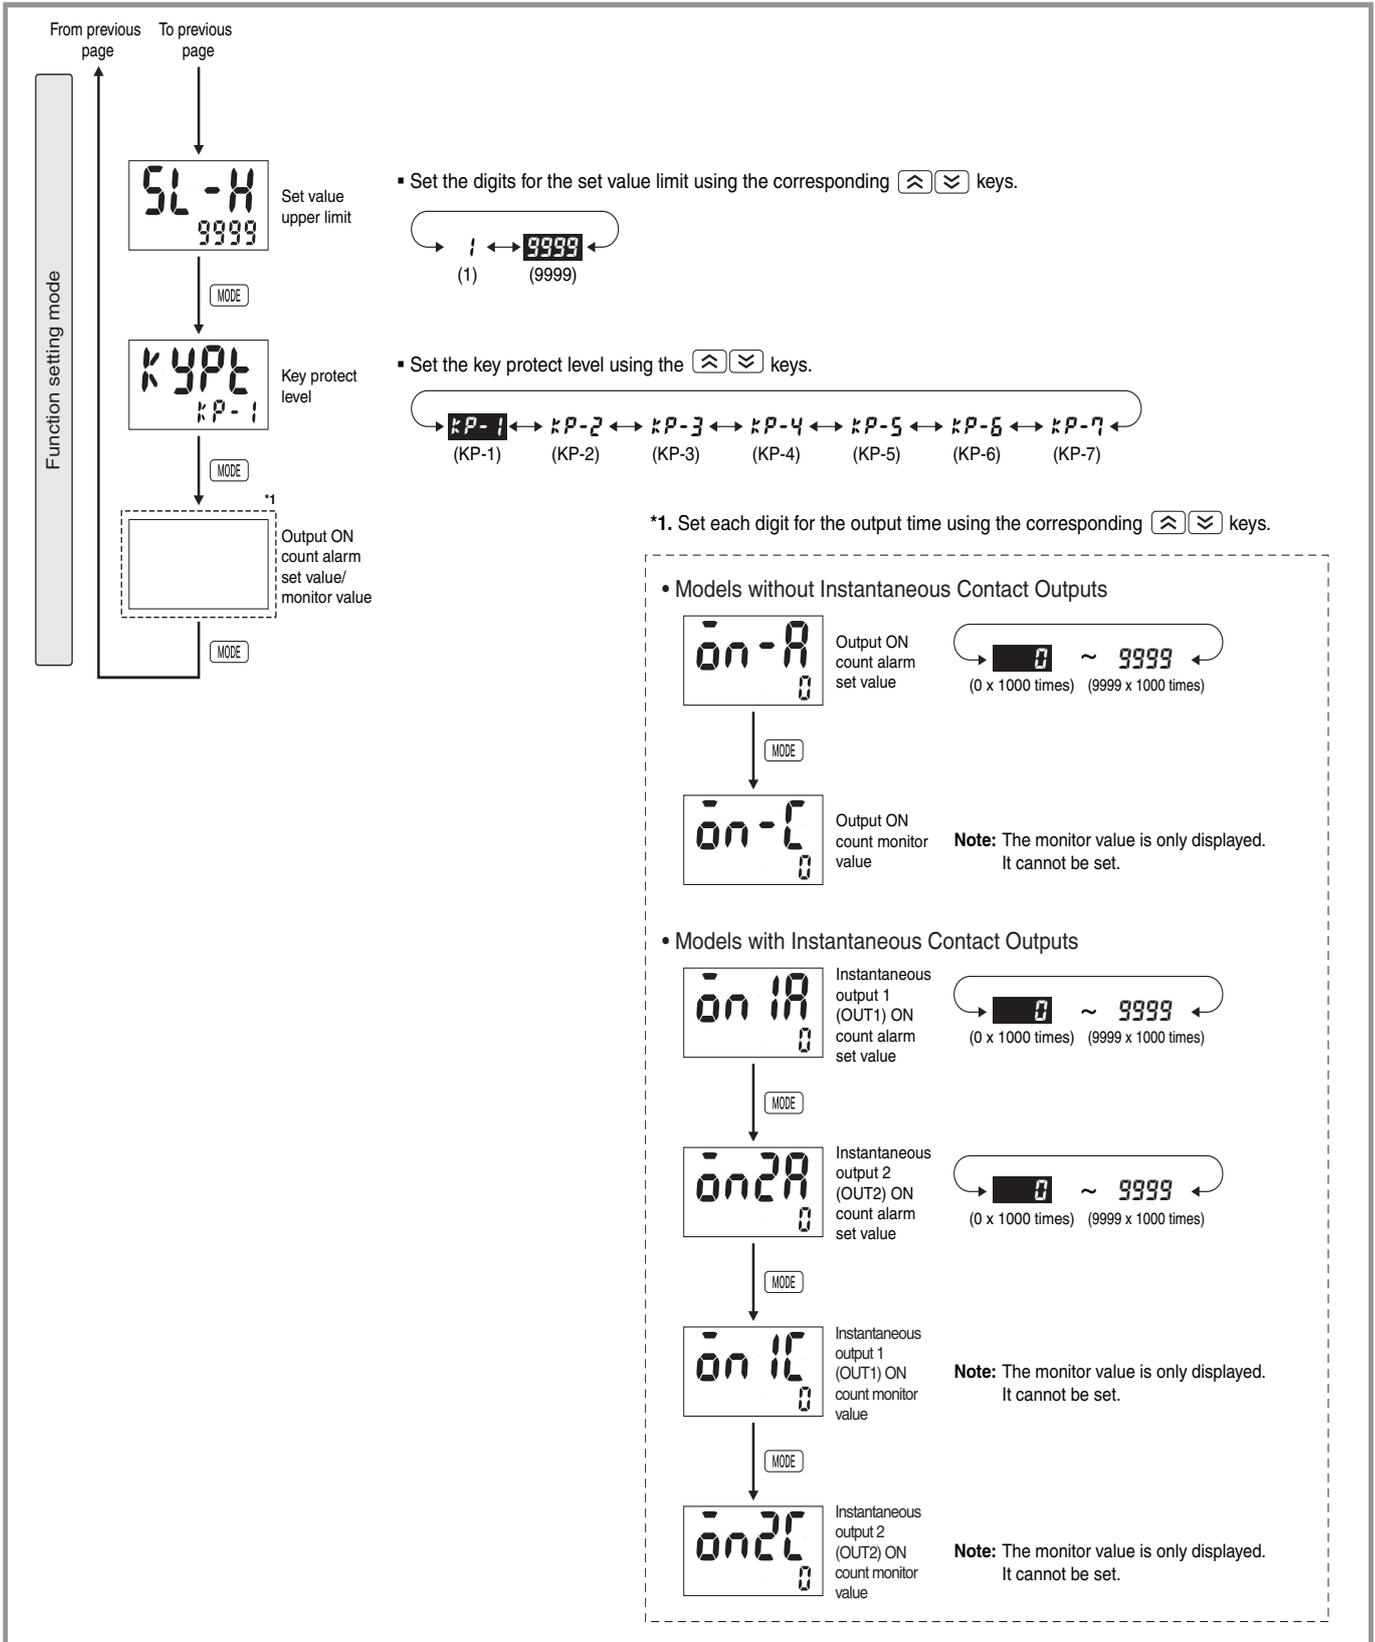 From previous page
To previous page
Function setting mode
SL-H
9999
Set value
upper limit
▪ Set the digits for the set value limit using the corresponding keys.
1 9999
(1) (9999)
MODE
KYPt
KP-1
Key protect
level
▪ Set the key protect level using the keys.
KP-1 KP-2 KP-3 KP-4 KP-5 KP-6 KP-7
(KP-1) (KP-2) (KP-3) (KP-4) (KP-5) (KP-6) (KP-7)
MODE
*1
Output ON
count alarm
set value/
monitor value
MODE
*1. Set each digit for the output time using the corresponding keys.
• Models without Instantaneous Contact Outputs
on-A
0
Output ON
count alarm
set value
0 ~ 9999
(0 x 1000 times) (9999 x 1000 times)
MODE
on-C
0
Output ON
count monitor
value
Note: The monitor value is only displayed.
It cannot be set.
• Models with Instantaneous Contact Outputs
on1A
0
Instantaneous
output 1
(OUT1) ON
count alarm
set value
0 ~ 9999
(0 x 1000 times) (9999 x 1000 times)
MODE
on2A
0
Instantaneous
output 2
(OUT2) ON
count alarm
set value
0 ~ 9999
(0 x 1000 times) (9999 x 1000 times)
MODE
on1C
0
Instantaneous
output 1
(OUT1) ON
count monitor
value
Note: The monitor value is only displayed.
It cannot be set.
MODE
on2C
0
Instantaneous
output 2
(OUT2) ON
count monitor
value
Note: The monitor value is only displayed.
It cannot be set.